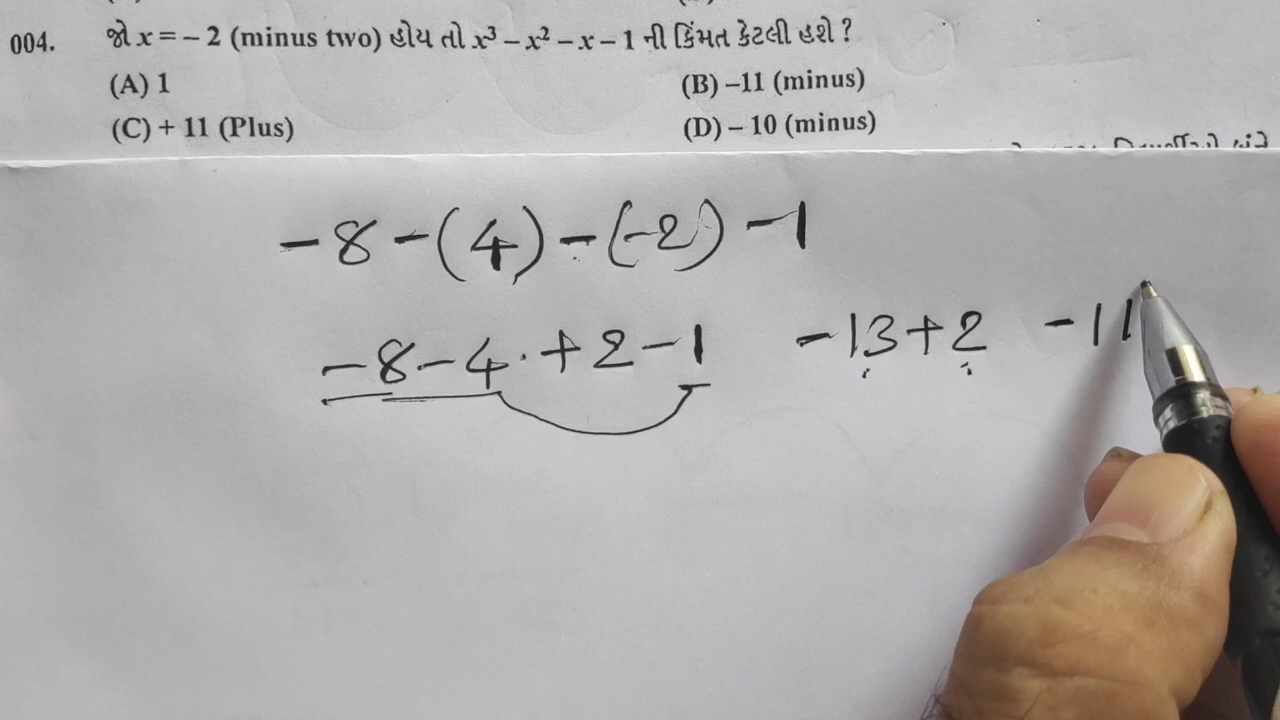 004. જો x = – 2 (minus two) હોય તો x³ – x² – x – 1 ની કિંમત કેટલી હશે ?
(A) 1 (B) –11 (minus)
(C) + 11 (Plus) (D) – 10 (minus)
-8-(4)-(-2)-1
-8-4+2-1 -13+2 -11